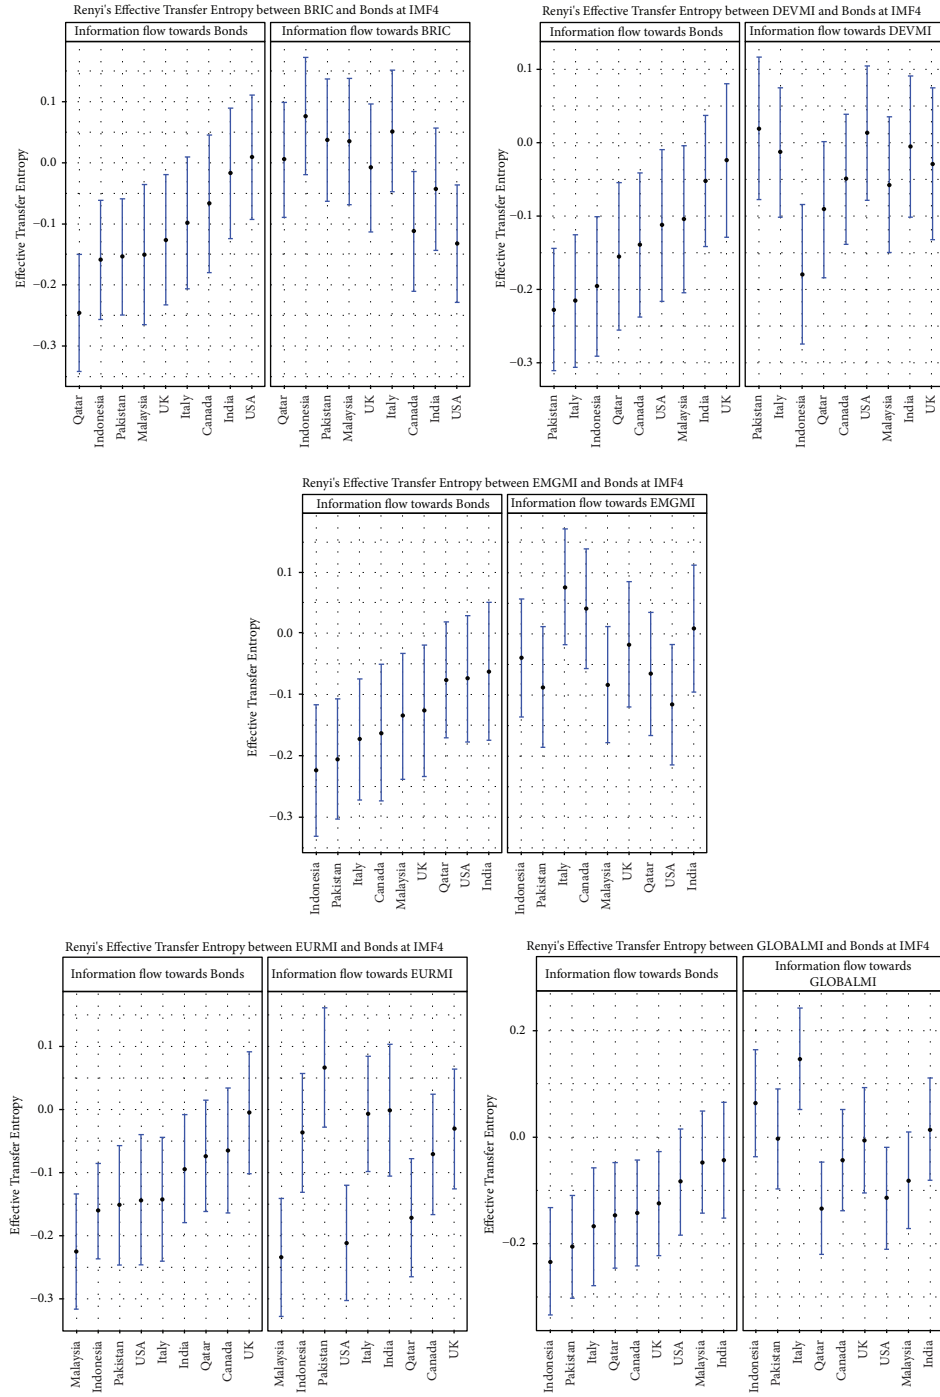 Renyi's Effective Transfer Entropy between BRIC and Bonds at IMF4
Information flow towards Bonds
Information flow towards BRIC
Effective Transfer Entropy
0.1
0.0
−0.1
−0.2
−0.3
Qatar
Indonesia
Pakistan
Malaysia
UK
Italy
Canada
India
USA
Qatar
Indonesia
Pakistan
Malaysia
UK
Italy
Canada
India
USA
Renyi's Effective Transfer Entropy between DEVMI and Bonds at IMF4
Information flow towards Bonds
Information flow towards DEVMI
Effective Transfer Entropy
0.1
0.0
−0.1
−0.2
−0.3
Pakistan
Italy
Indonesia
Qatar
Canada
USA
Malaysia
India
UK
Pakistan
Italy
Indonesia
Qatar
Canada
USA
Malaysia
India
UK
Renyi's Effective Transfer Entropy between EMGMI and Bonds at IMF4
Information flow towards Bonds
Information flow towards EMGMI
Effective Transfer Entropy
0.1
0.0
−0.1
−0.2
−0.3
Indonesia
Pakistan
Italy
Canada
Malaysia
UK
Qatar
USA
India
Indonesia
Pakistan
Italy
Canada
Malaysia
UK
Qatar
USA
India
Renyi's Effective Transfer Entropy between EURMI and Bonds at IMF4
Information flow towards Bonds
Information flow towards EURMI
Effective Transfer Entropy
0.1
0.0
−0.1
−0.2
−0.3
Malaysia
Indonesia
Pakistan
USA
Italy
India
Qatar
Canada
UK
Malaysia
Indonesia
Pakistan
USA
Italy
India
Qatar
Canada
UK
Renyi's Effective Transfer Entropy between GLOBALMI and Bonds at IMF4
Information flow towards Bonds
Information flow towards
GLOBALMI
Effective Transfer Entropy
0.2
0.0
−0.2
Indonesia
Pakistan
Italy
Qatar
Canada
UK
USA
Malaysia
India
Indonesia
Pakistan
Italy
Qatar
Canada
UK
USA
Malaysia
India